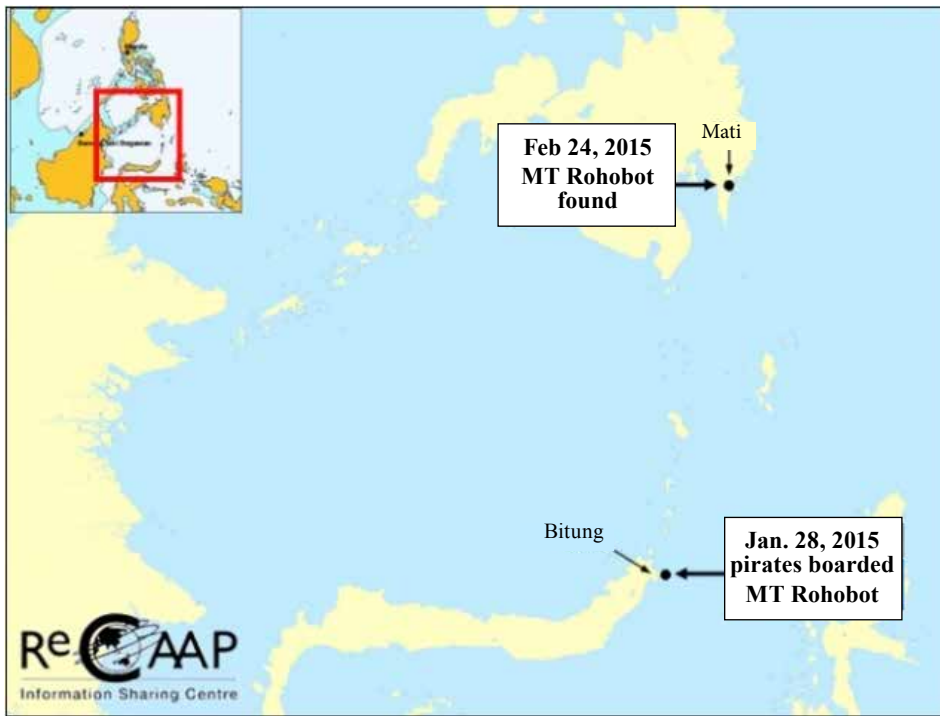 Manila
Mati
Feb 24, 2015
MT Rohobot
found
Bitung
Jan. 28, 2015
pirates boarded
MT Rohobot
ReCAAP
Information Sharing Centre